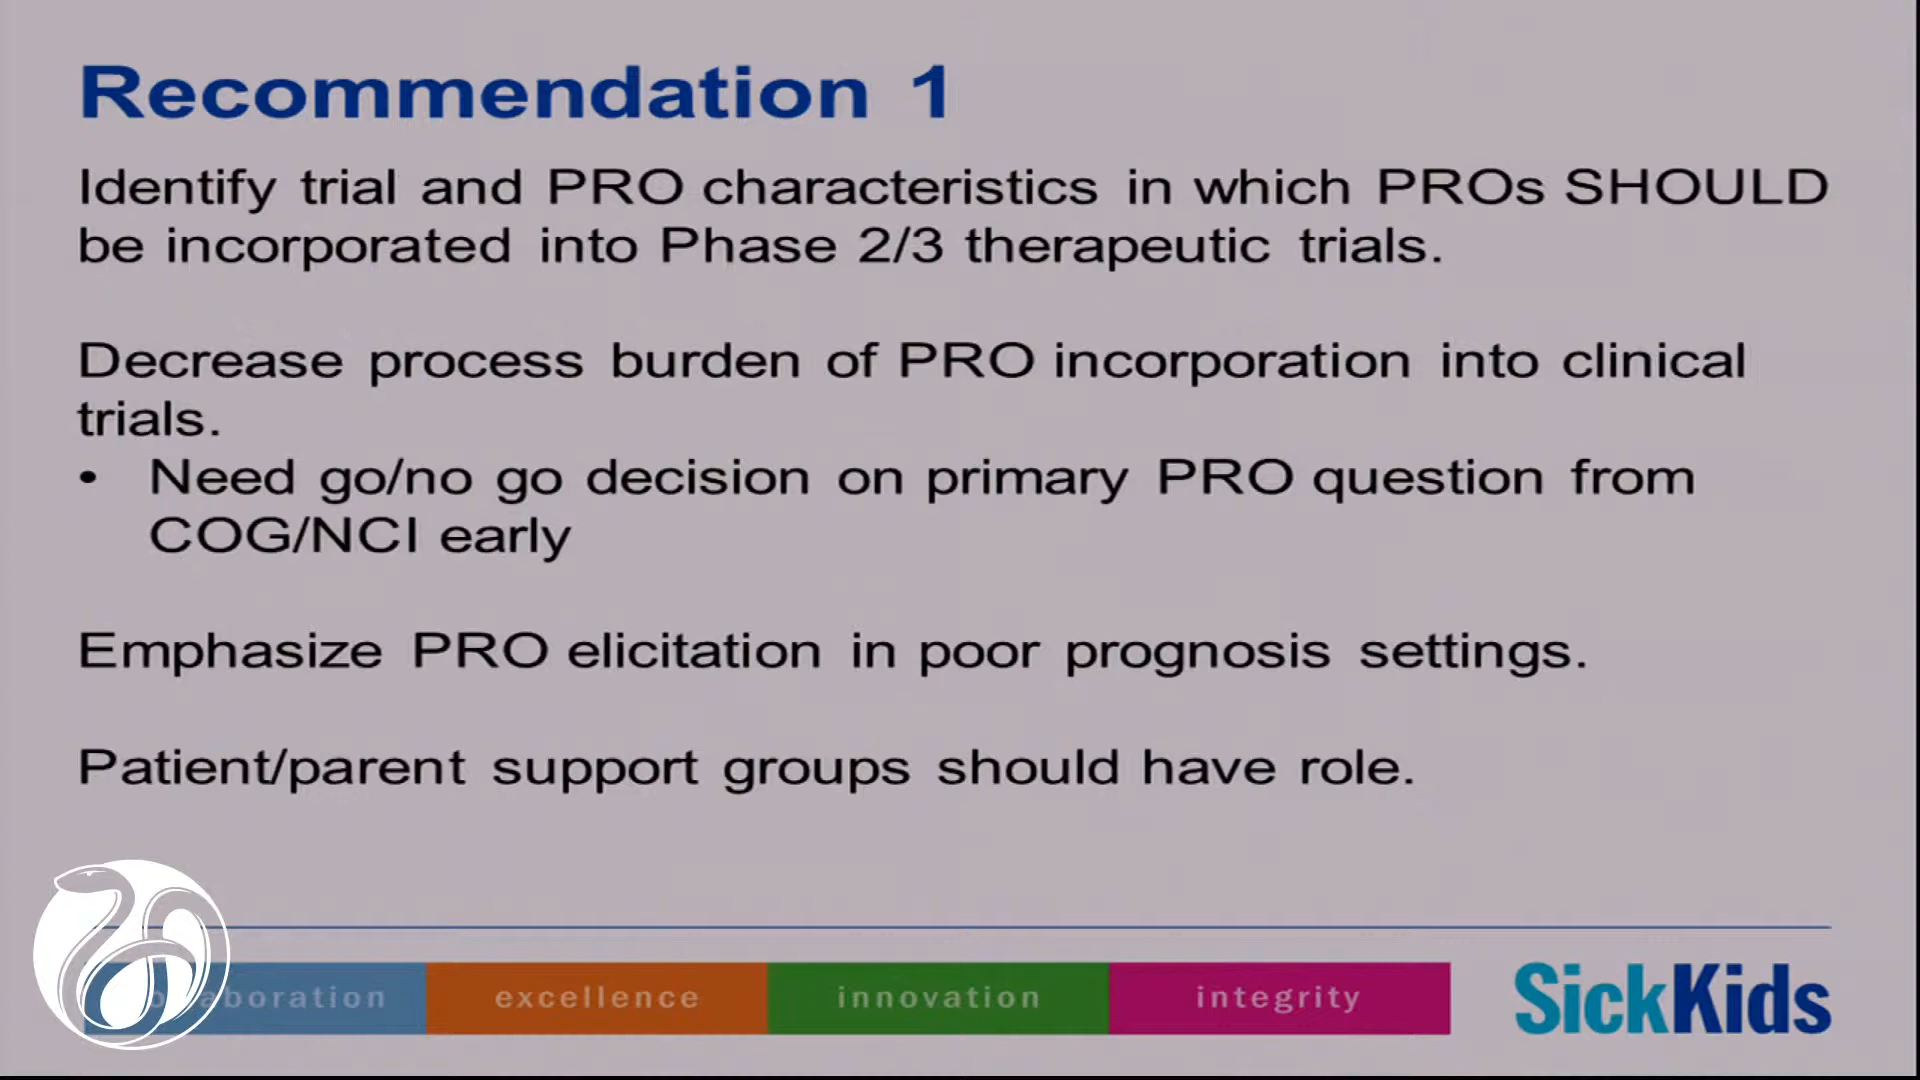 Recommendation 1
Identify trial and PRO characteristics in which PROs SHOULD
be incorporated into Phase 2/3 therapeutic trials.
Decrease process burden of PRO incorporation into clinical
trials.
• Need go/no go decision on primary PRO question from
COG/NCI early
Emphasize PRO elicitation in poor prognosis settings.
Patient/parent support groups should have role.
excellence
innovation
integrity
SickKids